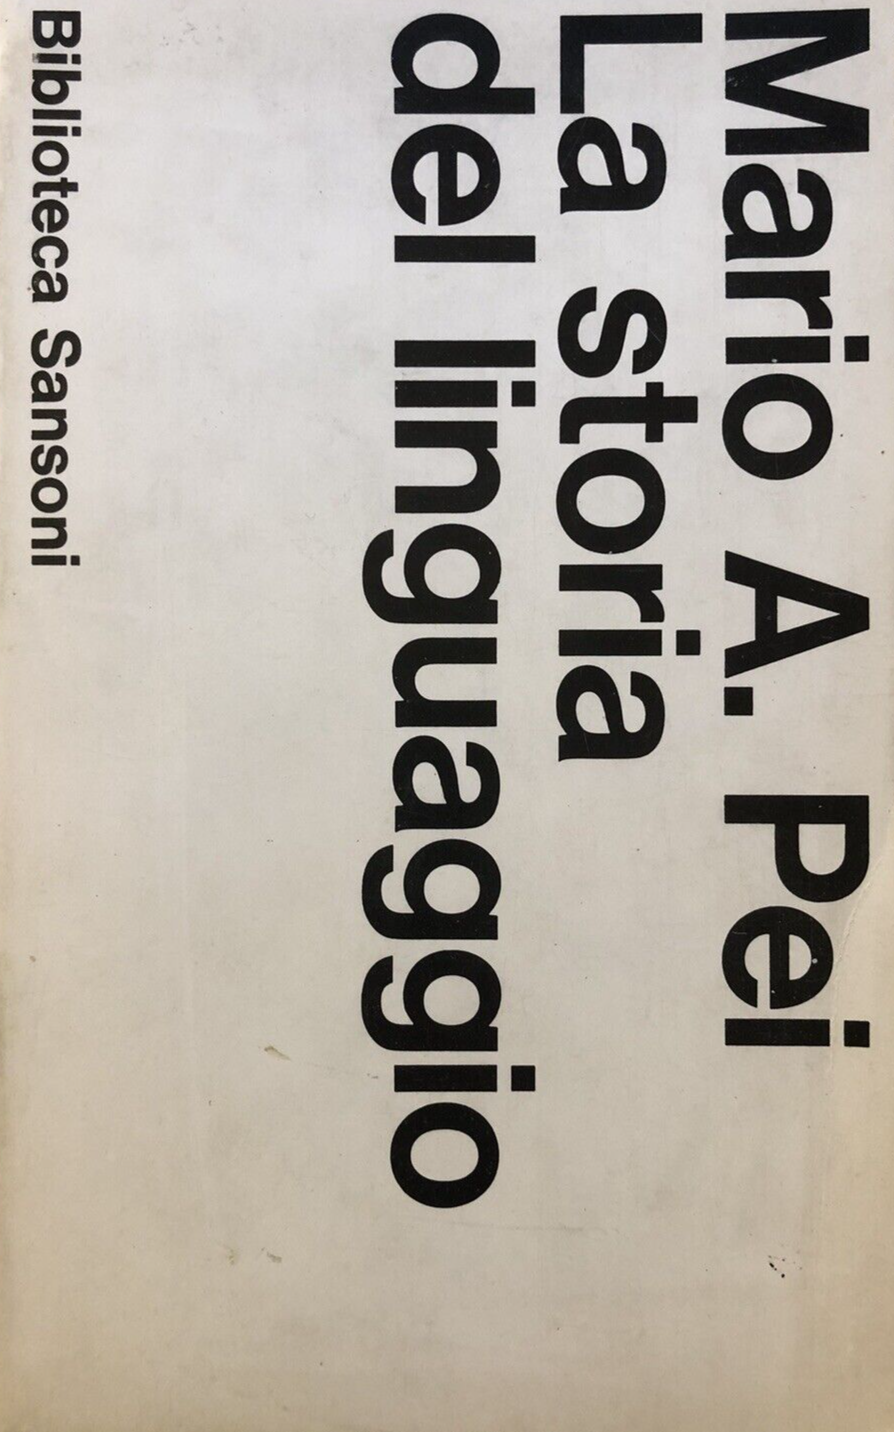 Mario A. Pei
La storia
del linguaggio
Biblioteca Sansoni